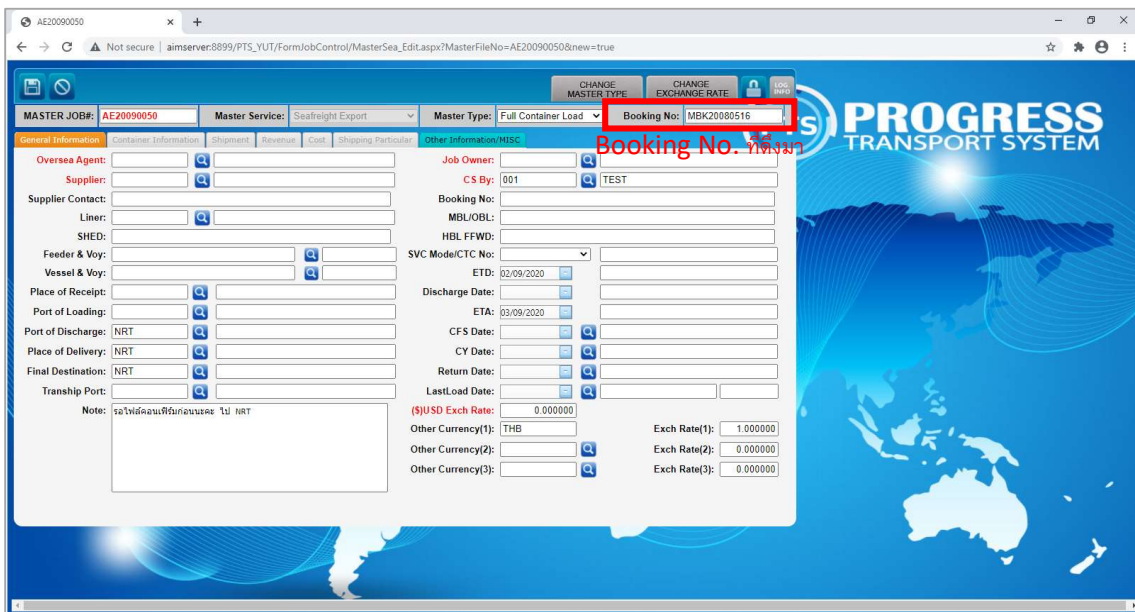 AE20090050
Not secure | aimserver:8899/PTS_YUT/FormJobControl/MasterSea_Edit.aspx?MasterFileNo=AE20090050&new=true
CHANGE MASTER TYPE CHANGE EXCHANGE RATE LOG. INFO
MASTER JOB#: AE20090050 Master Service: Seafreight Export Master Type: Full Container Load Booking No: MBK20080516
PROGRESS
TRANSPORT SYSTEM
Booking No. ที่ดึงมา
General Information Container Information Shipment Revenue Cost Shipping Particular Other Information/MISC
Oversea Agent: Job Owner:
Supplier: CS By: 001 TEST
Supplier Contact: Booking No:
Liner: MBL/OBL:
SHED: HBL FFWD:
Feeder & Voy: SVC Mode/CTC No:
Vessel & Voy: ETD: 02/09/2020
Place of Receipt: Discharge Date:
Port of Loading: ETA: 03/09/2020
Port of Discharge: NRT CFS Date:
Place of Delivery: NRT CY Date:
Final Destination: NRT Return Date:
Tranship Port: LastLoad Date:
Note: รอไฟล์คอนเฟิร์มก่อนนะคะ ไป NRT ($)USD Exch Rate: 0.000000
Other Currency(1): THB Exch Rate(1): 1.000000
Other Currency(2): Exch Rate(2): 0.000000
Other Currency(3): Exch Rate(3): 0.000000